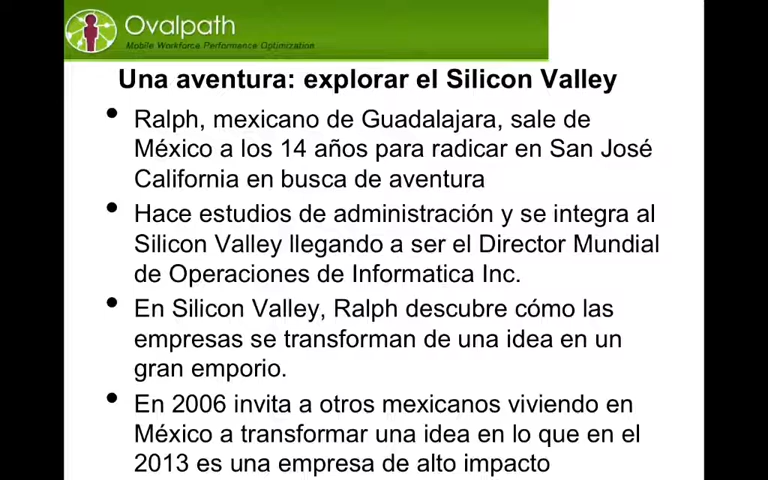 Ovalpath
Mobile Workforce Performance Optimization
Una aventura: explorar el Silicon Valley
• Ralph, mexicano de Guadalajara, sale de
México a los 14 años para radicar en San José
California en busca de aventura
• Hace estudios de administración y se integra al
Silicon Valley llegando a ser el Director Mundial
de Operaciones de Informatica Inc.
• En Silicon Valley, Ralph descubre cómo las
empresas se transforman de una idea en un
gran emporio.
• En 2006 invita a otros mexicanos viviendo en
México a transformar una idea en lo que en el
2013 es una empresa de alto impacto